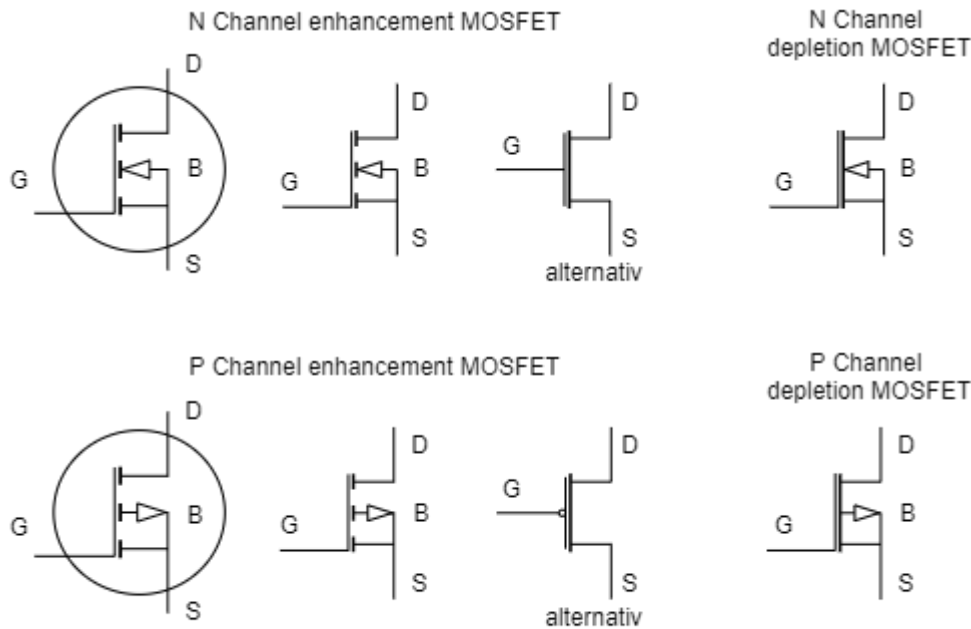 N Channel enhancement MOSFET
N Channel
depletion MOSFET
D
D
D
D
G
B
B
G
B
G
G
S
S
S
S
alternativ
P Channel enhancement MOSFET
P Channel
depletion MOSFET
D
D
D
D
G
B
B
G
B
G
G
S
S
S
S
alternativ